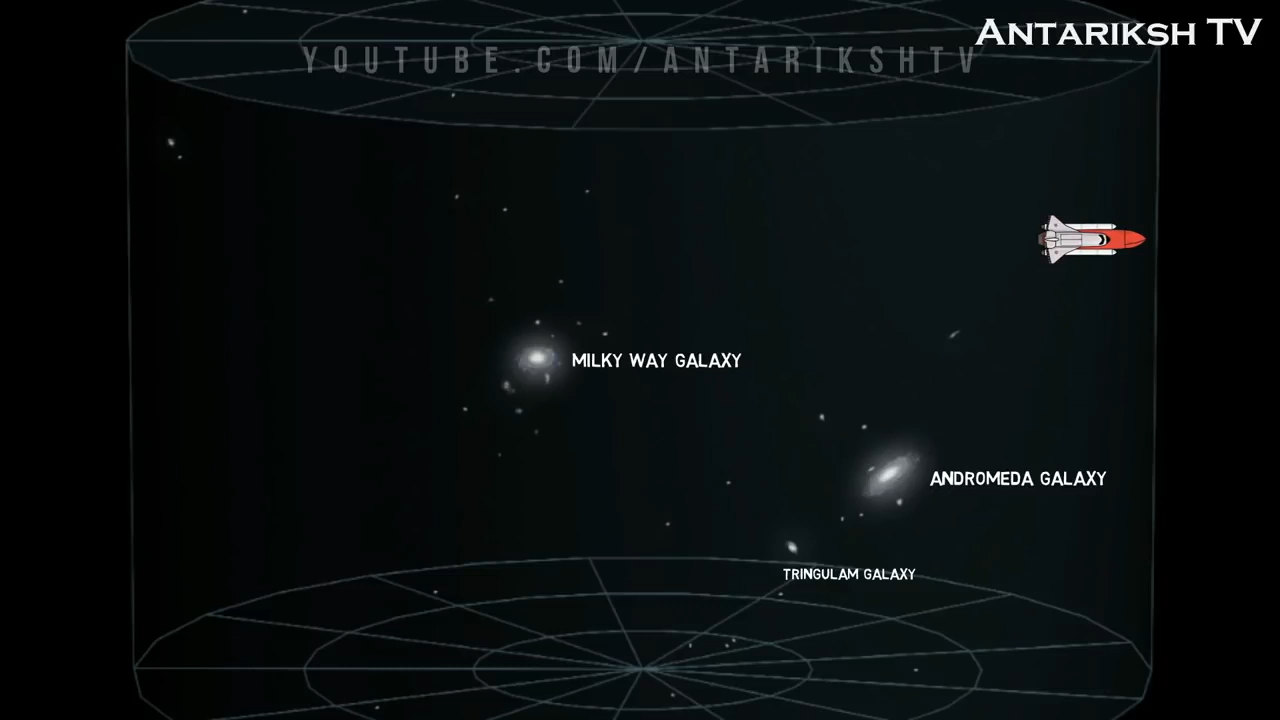 ANTARIKSH TV
YOUTUBE.COM/ANTARIKSHTV
MILKY WAY GALAXY
ANDROMEDA GALAXY
TRINGULAM GALAXY